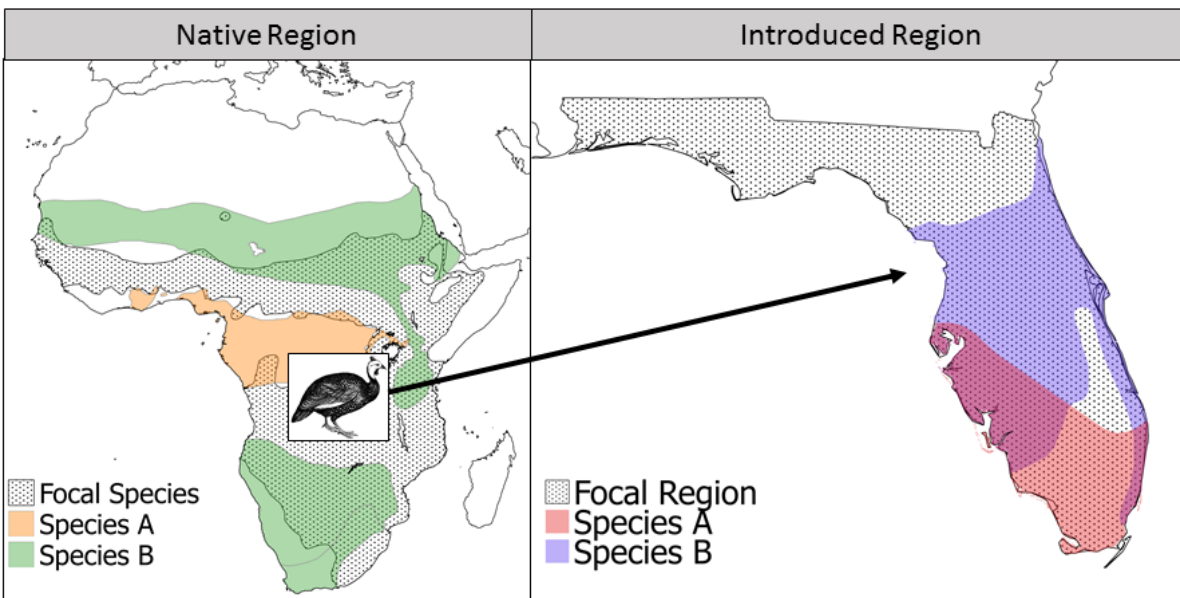 Native Region
Introduced Region
Focal Species
Species A
Species B
Focal Region
Species A
Species B